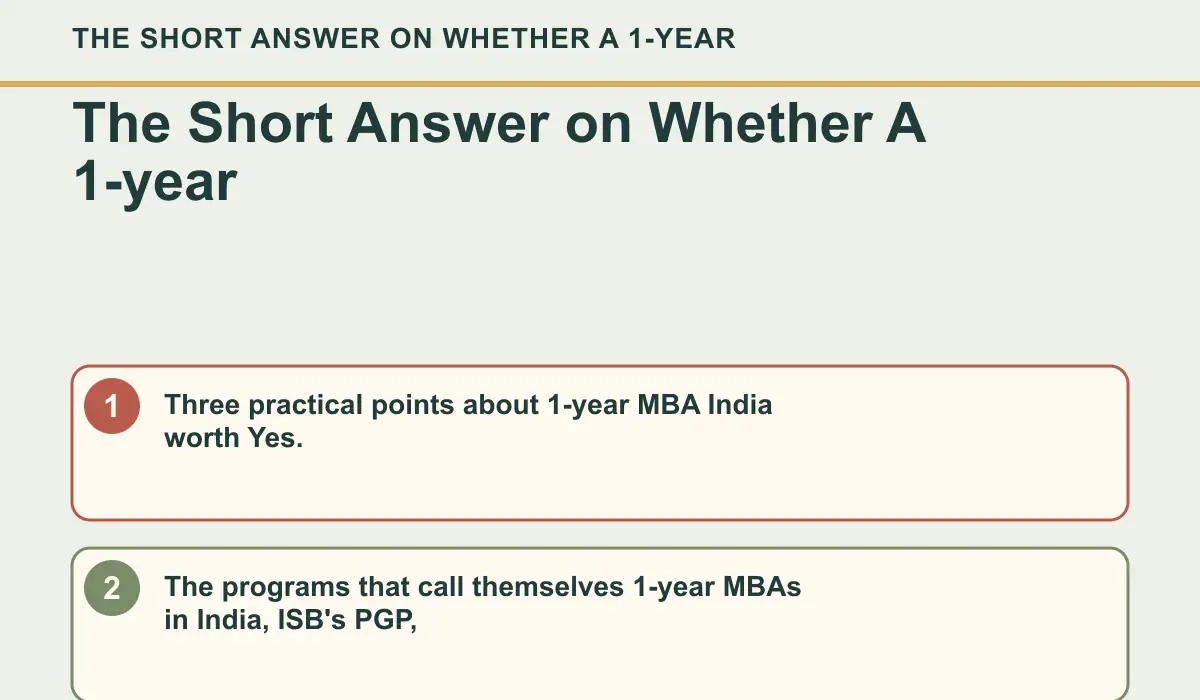 THE SHORT ANSWER ON WHETHER A 1-YEAR
The Short Answer on Whether A
1-year
1
Three practical points about 1-year MBA India
worth Yes.
2
The programs that call themselves 1-year MBAs
in India, ISB's PGP,